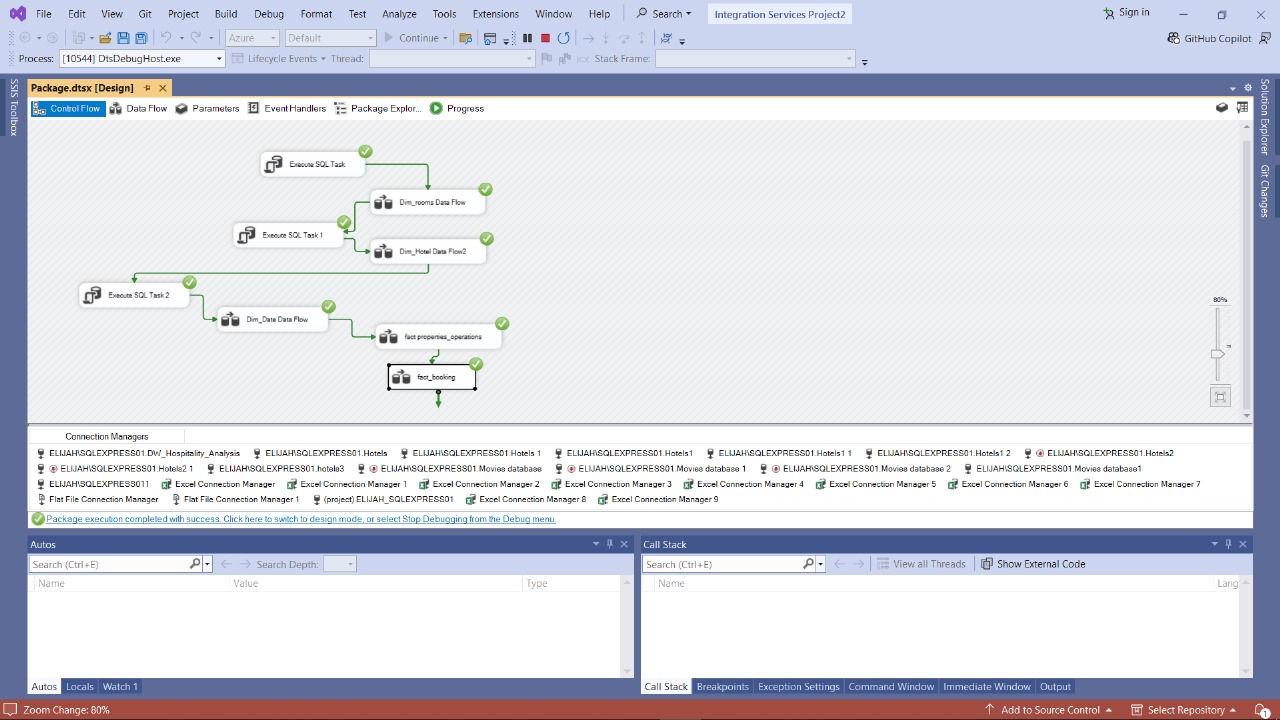 File Edit View Git Project Build Debug Format Test Analyze Tools Extensions Window Help Search Integration Services Project2 Sign in
Azure Default Continue GitHub Copilot
Process: [10544] DtsDebugHost.exe Lifecycle Events Thread: Stack Frame:
SSIS Toolbox
Package.dtsx [Design]
Control Flow Data Flow Parameters Event Handlers Package Explor... Progress
Solution Explorer
Git Changes
Execute SQL Task
Dim_rooms Data Flow
Execute SQL Task 1
Dim_Hotel Data Flow2
Execute SQL Task 2
Dim_Date Data Flow
fact properties_operations
fact_booking
80%
Connection Managers
ELIJAH\SQLEXPRESS01.DW_Hospitality_Analysis ELIJAH\SQLEXPRESS01.Hotels ELIJAH\SQLEXPRESS01.Hotels 1 ELIJAH\SQLEXPRESS01.Hotels1 ELIJAH\SQLEXPRESS01.Hotels1 1 ELIJAH\SQLEXPRESS01.Hotels1 2 ELIJAH\SQLEXPRESS01.Hotels2
ELIJAH\SQLEXPRESS01.Hotels2 1 ELIJAH\SQLEXPRESS01.hotels3 ELIJAH\SQLEXPRESS01.Movies database ELIJAH\SQLEXPRESS01.Movies database 1 ELIJAH\SQLEXPRESS01.Movies database 2 ELIJAH\SQLEXPRESS01.Movies database1
ELIJAH\SQLEXPRESS011 Excel Connection Manager Excel Connection Manager 1 Excel Connection Manager 2 Excel Connection Manager 3 Excel Connection Manager 4 Excel Connection Manager 5 Excel Connection Manager 6 Excel Connection Manager 7
Flat File Connection Manager Flat File Connection Manager 1 (project) ELIJAH_SQLEXPRESS01 Excel Connection Manager 8 Excel Connection Manager 9
Package execution completed with success. Click here to switch to design mode, or select Stop Debugging from the Debug menu.
Autos
Search (Ctrl+E) Search Depth:
Name Value Type
Autos Locals Watch 1
Call Stack
Search (Ctrl+E) View all Threads Show External Code
Name Lang
Call Stack Breakpoints Exception Settings Command Window Immediate Window Output
Zoom Change: 80% Add to Source Control Select Repository 1